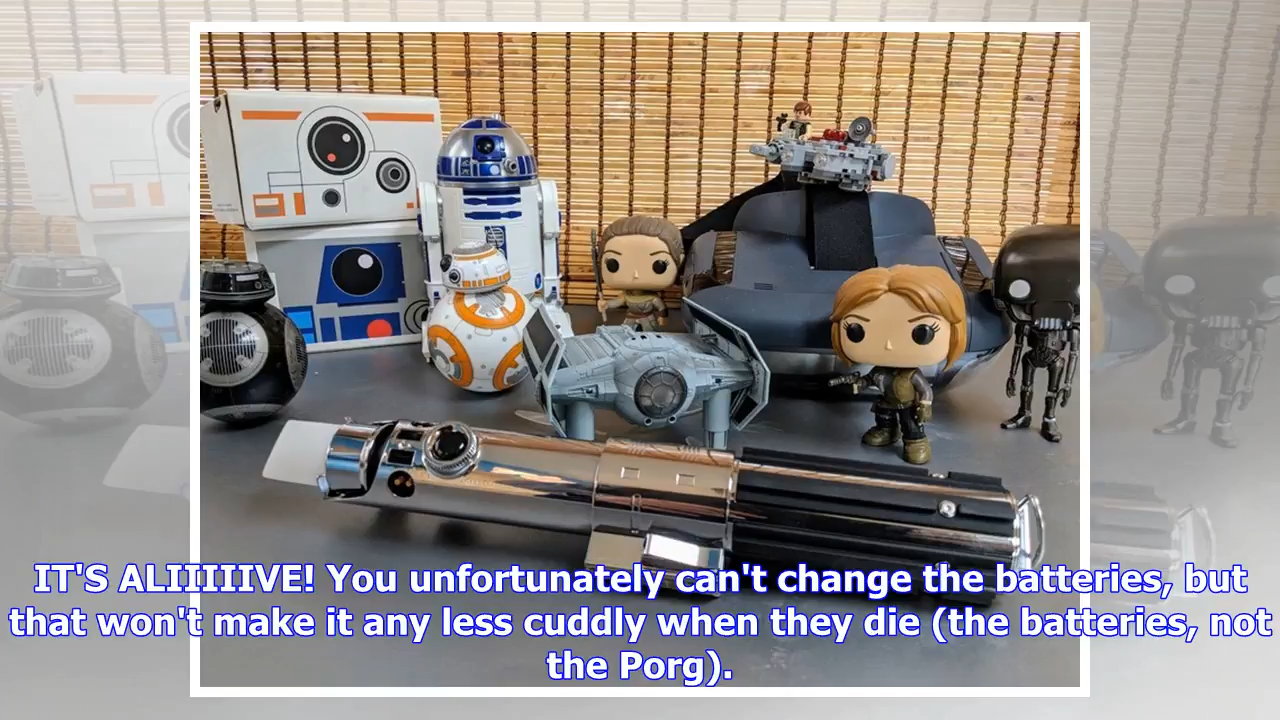 IT'S ALIIIIIVE! You unfortunately can't change the batteries, but
that won't make it any less cuddly when they die (the batteries, not
the Porg).